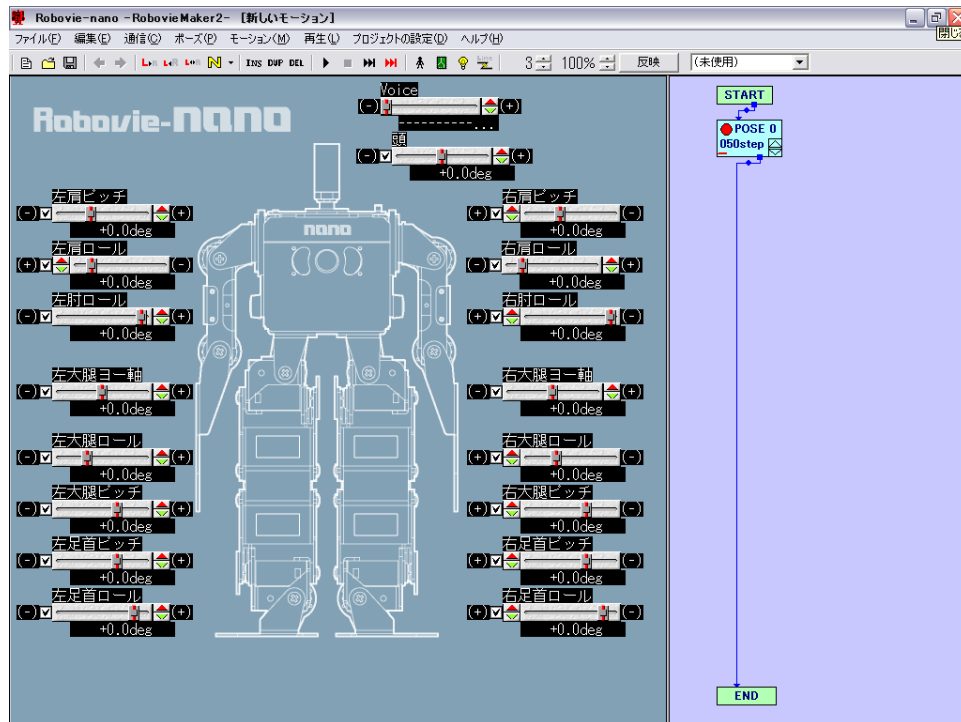 Robovie-nano -RobovieMaker2- [新しいモーション]
ファイル(F) 編集(E) 通信(C) ポーズ(P) モーション(M) 再生(L) プロジェクトの設定(D) ヘルプ(H)
INS DUP DEL 3 100% 反映 (未使用)
Robovie-nano
Voice
(-) (+)
----------...
頭
(-) (+)
+0.0deg
左肩ピッチ
(-) (+)
+0.0deg
左肩ロール
(+) (-)
+0.0deg
左肘ロール
(-) (+)
+0.0deg
左大腿ヨー軸
(-) (+)
+0.0deg
左大腿ロール
(-) (+)
+0.0deg
左大腿ピッチ
(-) (+)
+0.0deg
左足首ピッチ
(-) (+)
+0.0deg
左足首ロール
(-) (+)
+0.0deg
nano
右肩ピッチ
(+) (-)
+0.0deg
右肩ロール
(-) (+)
+0.0deg
右肘ロール
(+) (-)
+0.0deg
右大腿ヨー軸
(-) (+)
+0.0deg
右大腿ロール
(+) (-)
+0.0deg
右大腿ピッチ
(+) (-)
+0.0deg
右足首ピッチ
(+) (-)
+0.0deg
右足首ロール
(+) (-)
+0.0deg
START
POSE 0
050step
END